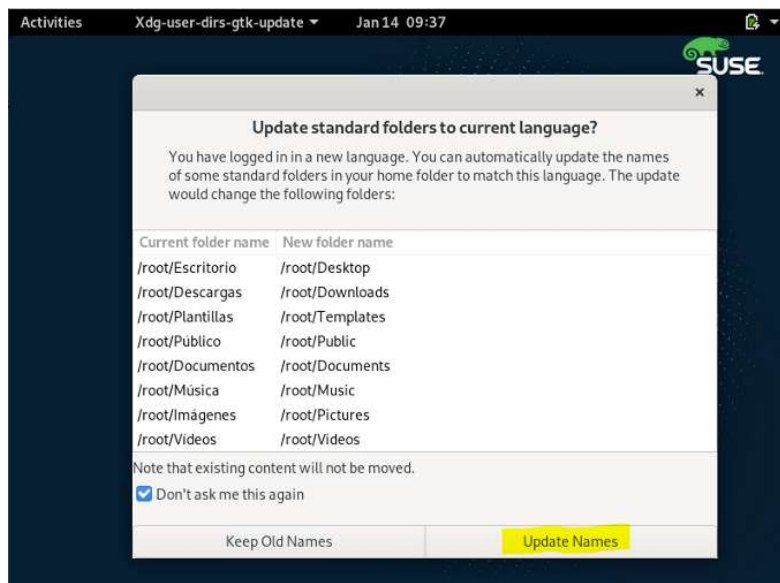 Activities Xdg-user-dirs-gtk-update Jan 14 09:37
SUSE
Update standard folders to current language?
You have logged in in a new language. You can automatically update the names
of some standard folders in your home folder to match this language. The update
would change the following folders:
Current folder name New folder name
/root/Escritorio /root/Desktop
/root/Descargas /root/Downloads
/root/Plantillas /root/Templates
/root/Público /root/Public
/root/Documentos /root/Documents
/root/Música /root/Music
/root/Imágenes /root/Pictures
/root/Vídeos /root/Videos
Note that existing content will not be moved.
Don't ask me this again
Keep Old Names Update Names